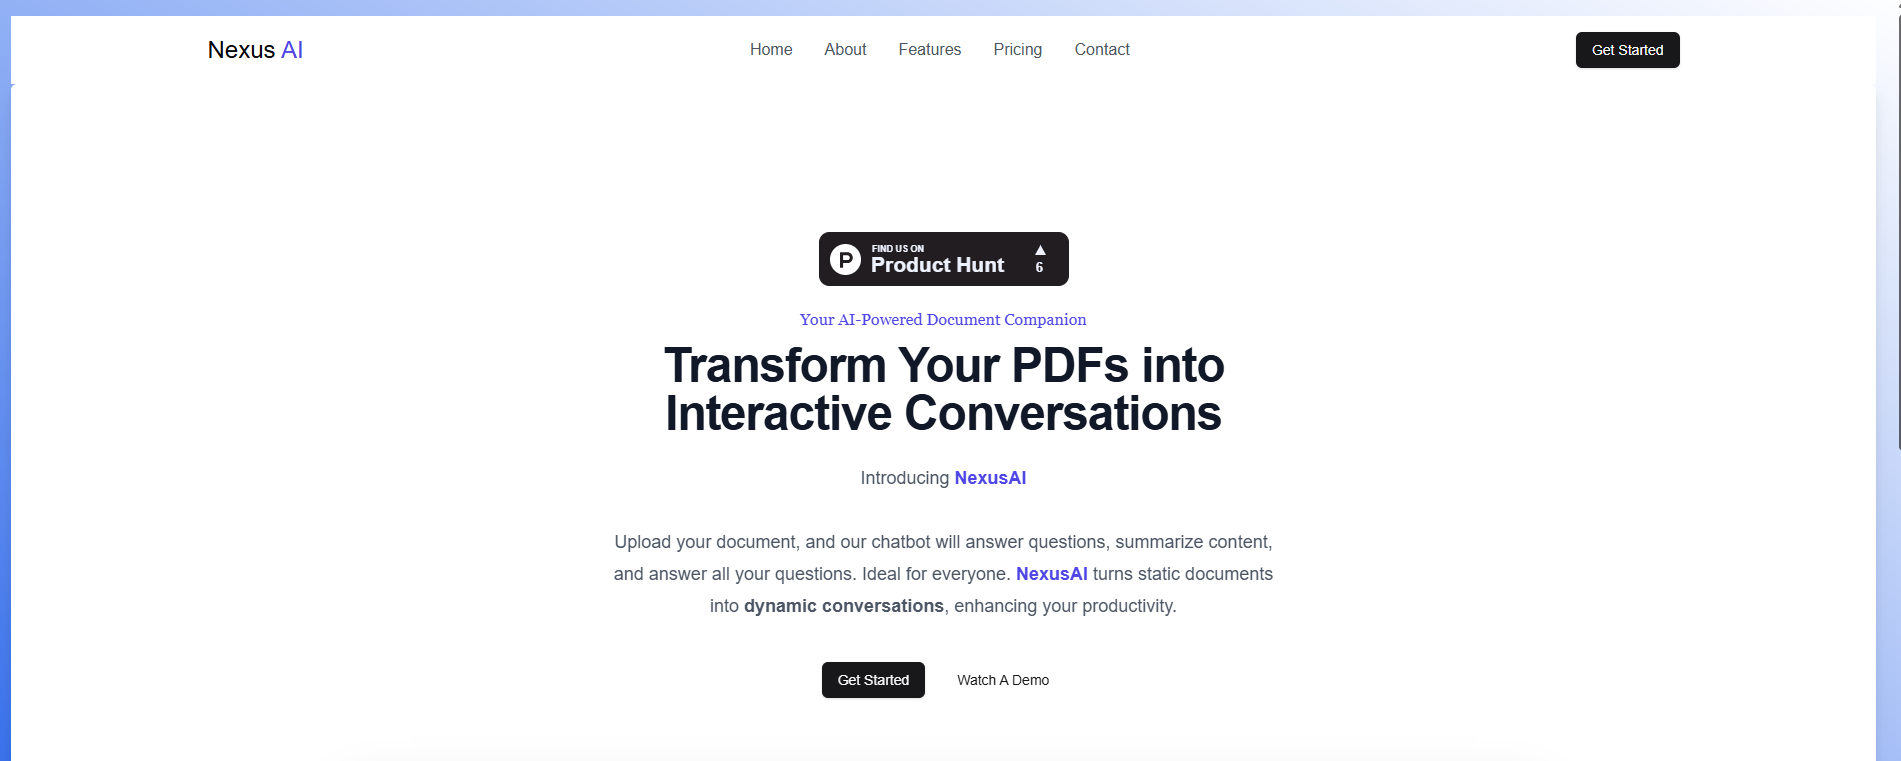 Nexus AI
Home About Features Pricing Contact
Get Started
FIND US ON
Product Hunt
▲
6
Your AI-Powered Document Companion
Transform Your PDFs into
Interactive Conversations
Introducing NexusAI
Upload your document, and our chatbot will answer questions, summarize content,
and answer all your questions. Ideal for everyone. NexusAI turns static documents
into dynamic conversations, enhancing your productivity.
Get Started Watch A Demo